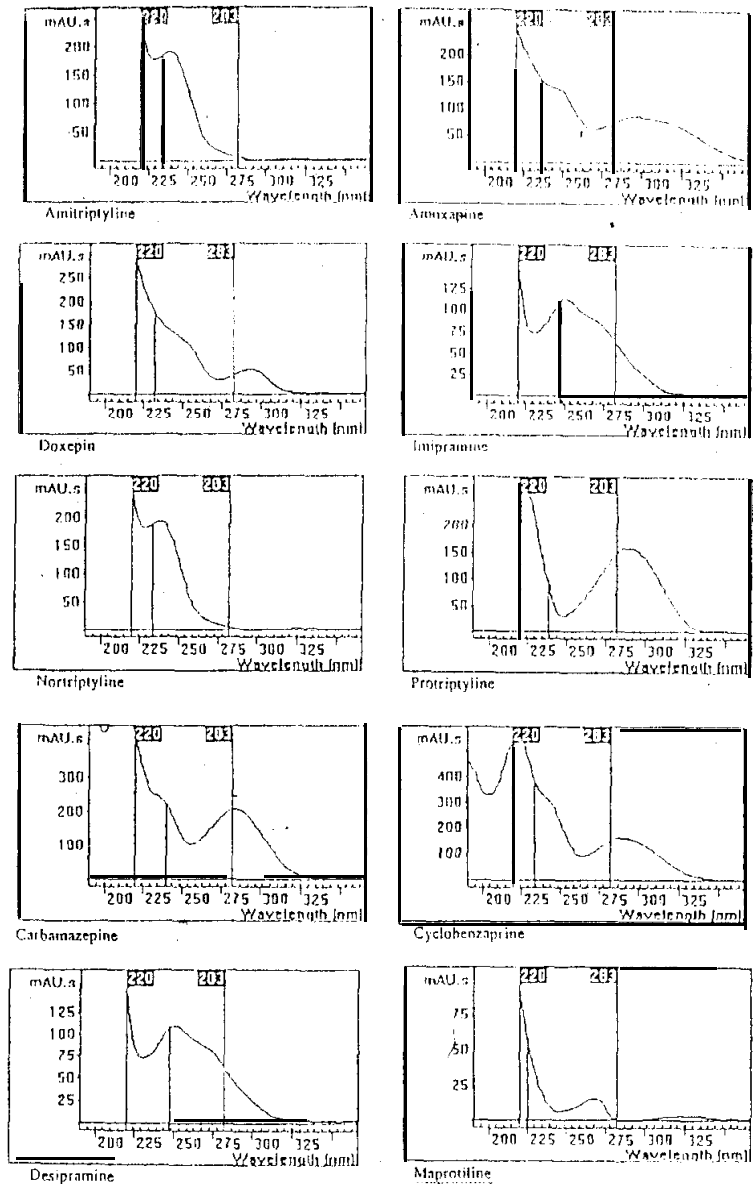 mAU.s 220 283
200
150
100
50
200 225 250 275 300 325
Wavelength [nm]
Amitriptyline
mAU.s 220 283
200
150
100
50
200 225 250 275 300 325
Wavelength [nm]
Amoxapine
mAU.s 220 283
250
200
150
100
50
200 225 250 275 300 325
Wavelength [nm]
Doxepin
mAU.s 220 283
125
100
75
50
25
200 225 250 275 300 325
Wavelength [nm]
Imipramine
mAU.s 220 283
200
150
100
50
200 225 250 275 300 325
Wavelength [nm]
Nortriptyline
mAU.s 220 283
200
150
100
50
200 225 250 275 300 325
Wavelength [nm]
Protriptyline
mAU.s 220 283
300
200
100
200 225 250 275 300 325
Wavelength [nm]
Carbamazepine
mAU.s 220 283
400
300
200
100
200 225 250 275 300 325
Wavelength [nm]
Cyclobenzaprine
mAU.s 220 283
125
100
75
50
25
200 225 250 275 300 325
Wavelength [nm]
Desipramine
mAU.s 220 283
75
50
25
200 225 250 275 300 325
Wavelength [nm]
Maprotiline